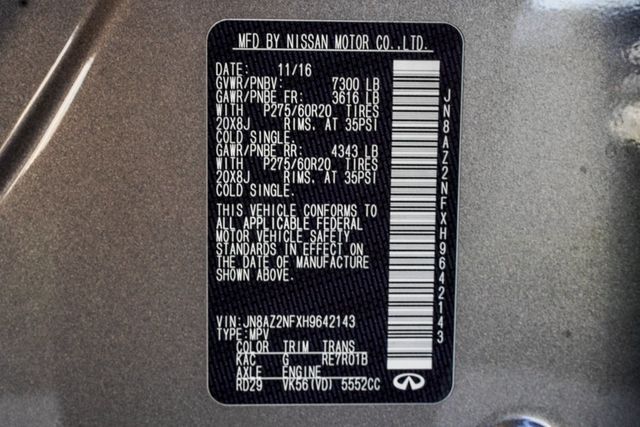 MFD BY NISSAN MOTOR CO.,LTD.
DATE: 11/16
GVWR/PNBV: 7300 LB
GAWR/PNBE FR: 3616 LB
WITH P275/60R20 TIRES
20X8J RIMS. AT 35PSI
COLD SINGLE.
GAWR/PNBE RR: 4343 LB
WITH P275/60R20 TIRES
20X8J RIMS. AT 35PSI
COLD SINGLE.
THIS VEHICLE CONFORMS TO
ALL APPLICABLE FEDERAL
MOTOR VEHICLE SAFETY
STANDARDS IN EFFECT ON
THE DATE OF MANUFACTURE
SHOWN ABOVE.
VIN:JN8AZ2NFXH9642143
TYPE:MPV
COLOR TRIM TRANS
KAC G RE7R01B
AXLE ENGINE
RD29 VK56(VD) 5552CC
JN8AZ2NFXH9642143